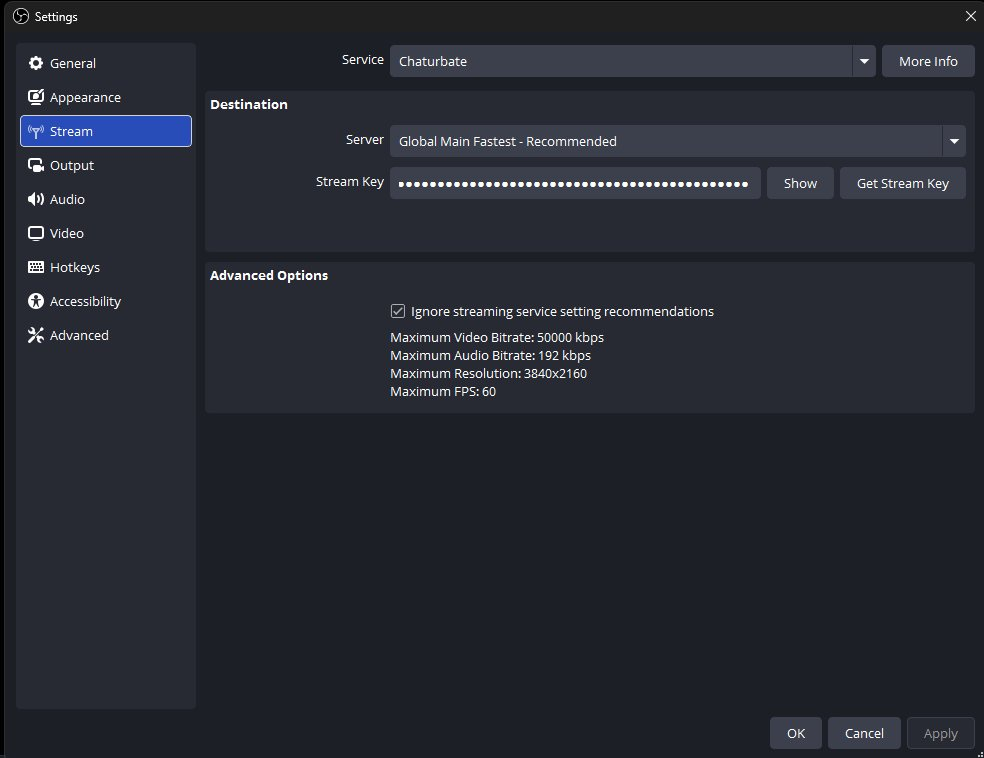 Settings
General
Appearance
Stream
Output
Audio
Video
Hotkeys
Accessibility
Advanced
Service Chaturbate More Info
Destination
Server Global Main Fastest - Recommended
Stream Key ●●●●●●●●●●●●●●●●●●●●●●●●●●●●●●●●●●●●●●●●●●● Show Get Stream Key
Advanced Options
Ignore streaming service setting recommendations
Maximum Video Bitrate: 50000 kbps
Maximum Audio Bitrate: 192 kbps
Maximum Resolution: 3840x2160
Maximum FPS: 60
OK Cancel Apply